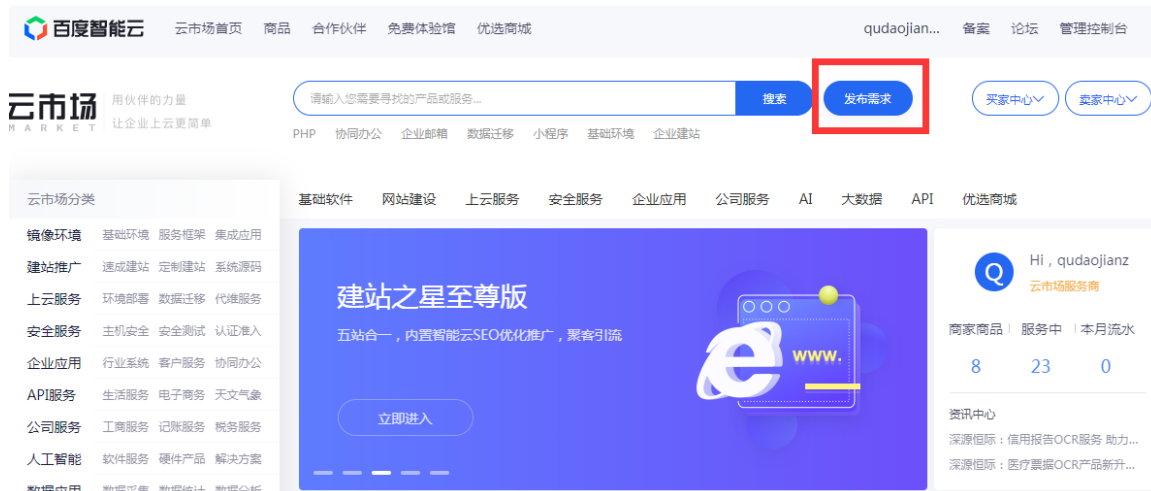 百度智能云 云市场首页 商品 合作伙伴 免费体验馆 优选商城 qudaojian... 备案 论坛 管理控制台
云市场 用伙伴的力量 请输入您需要寻找的产品或服务... 搜索 发布需求 买家中心 卖家中心
MARKET 让企业上云更简单
PHP 协同办公 企业邮箱 数据迁移 小程序 基础环境 企业建站
云市场分类 基础软件 网站建设 上云服务 安全服务 企业应用 公司服务 AI 大数据 API 优选商城
镜像环境 基础环境 服务框架 集成应用
建站推广 速成建站 定制建站 系统源码
上云服务 环境部署 数据迁移 代维服务
安全服务 主机安全 安全测试 认证准入
企业应用 行业系统 客户服务 协同办公
API服务 生活服务 电子商务 天文气象
公司服务 工商服务 记账服务 税务服务
人工智能 软件服务 硬件产品 解决方案
数据应用 数据采集 数据统计 数据分析
建站之星至尊版
五站合一，内置智能云SEO优化推广，聚客引流
立即进入
www.
Q Hi，qudaojianz
云市场服务商
商家商品 服务中 本月流水
8 23 0
资讯中心
深源恒际：信用报告OCR服务 助力...
深源恒际：医疗票据OCR产品新升...